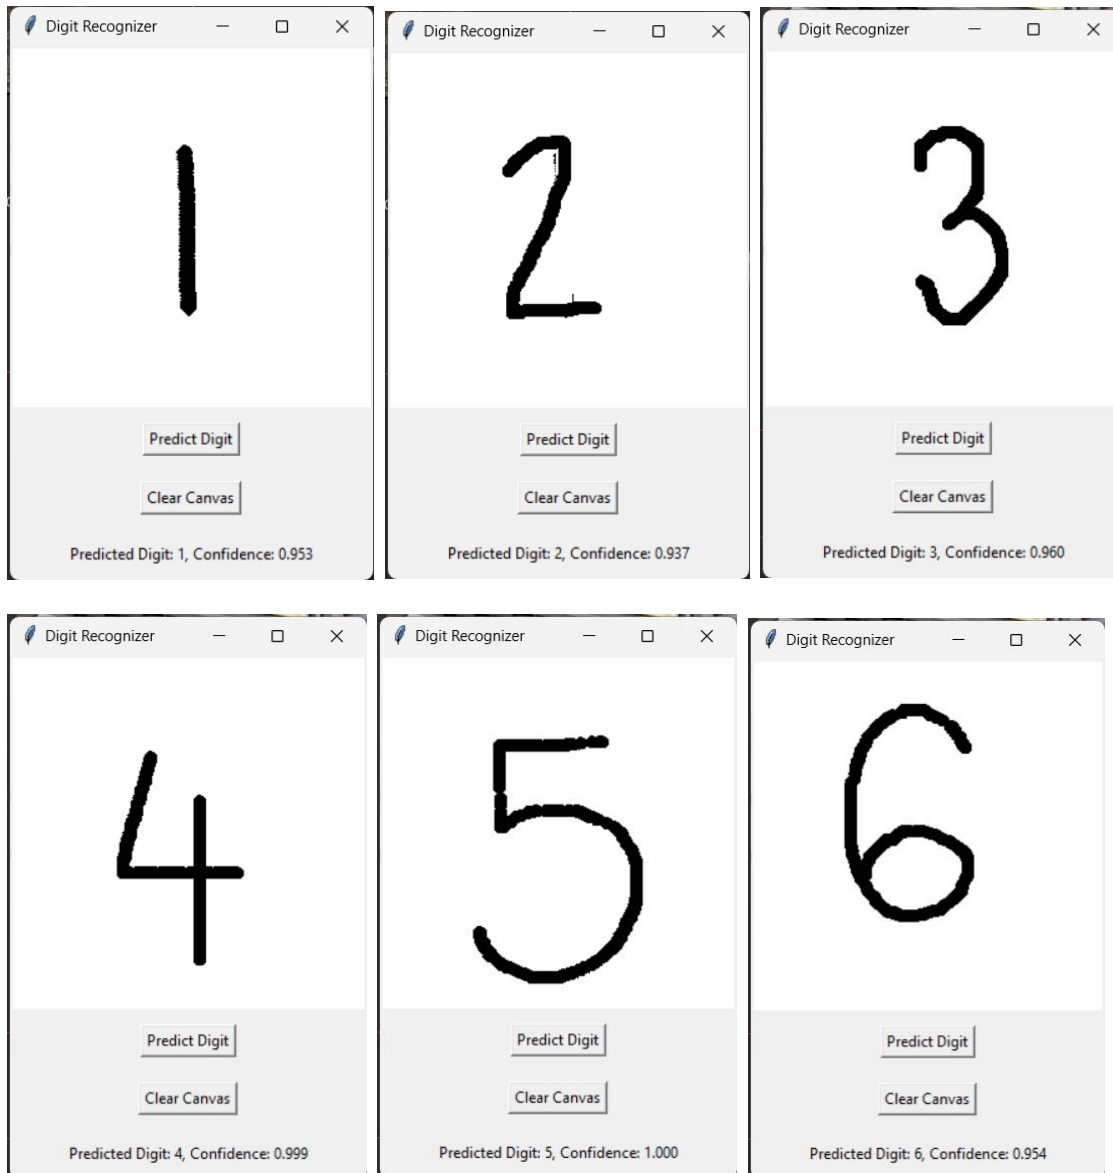 Digit Recognizer
1
Predict Digit
Clear Canvas
Predicted Digit: 1, Confidence: 0.953
Digit Recognizer
2
Predict Digit
Clear Canvas
Predicted Digit: 2, Confidence: 0.937
Digit Recognizer
3
Predict Digit
Clear Canvas
Predicted Digit: 3, Confidence: 0.960
Digit Recognizer
4
Predict Digit
Clear Canvas
Predicted Digit: 4, Confidence: 0.999
Digit Recognizer
5
Predict Digit
Clear Canvas
Predicted Digit: 5, Confidence: 1.000
Digit Recognizer
6
Predict Digit
Clear Canvas
Predicted Digit: 6, Confidence: 0.954